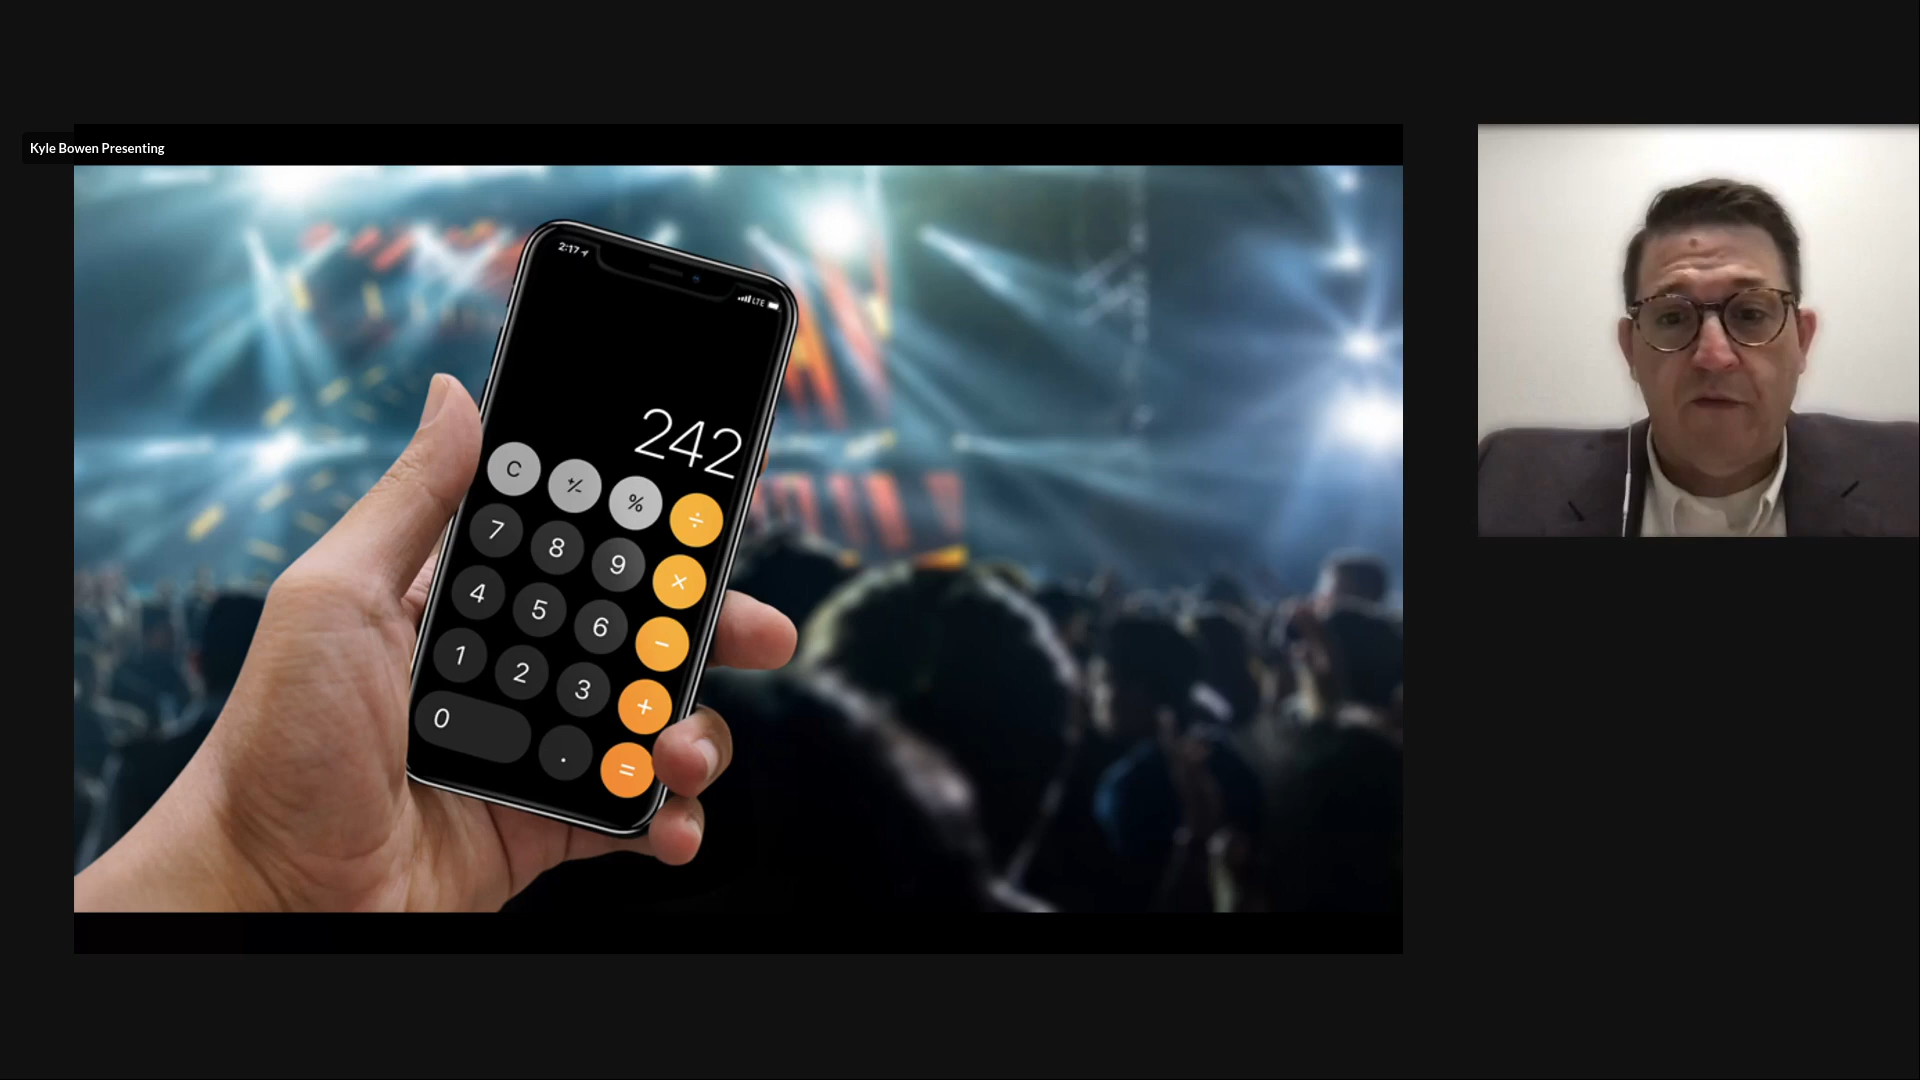 Kyle Bowen Presenting
2:17
LTE
242
C +/- % ÷
7 8 9 ×
4 5 6 −
1 2 3 +
0 . =